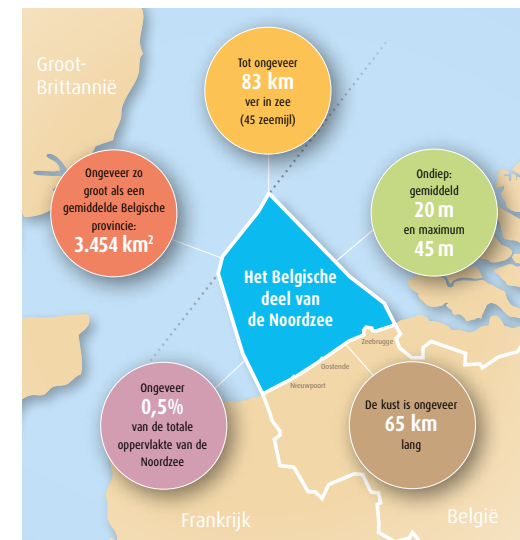 Groot-
Brittannië
Tot ongeveer
83 km
ver in zee
(45 zeemijl)
Ongeveer zo
groot als een
gemiddelde Belgische
provincie:
3.454 km²
Ondiep:
gemiddeld
20 m
en maximum
45 m
Het Belgische
deel van
de Noordzee
Zeebrugge
Oostende
Nieuwpoort
Ongeveer
0,5%
van de totale
oppervlakte van de
Noordzee
De kust is ongeveer
65 km
lang
Frankrijk
België